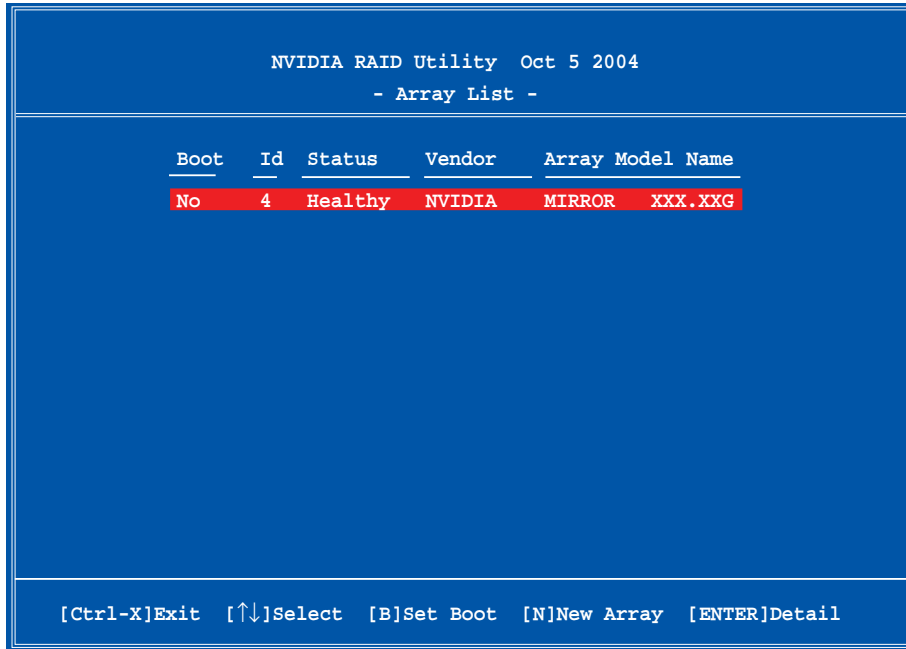 NVIDIA RAID Utility Oct 5 2004
- Array List -
Boot Id Status Vendor Array Model Name
No 4 Healthy NVIDIA MIRROR XXX.XXG
[Ctrl-X]Exit [↑↓]Select [B]Set Boot [N]New Array [ENTER]Detail